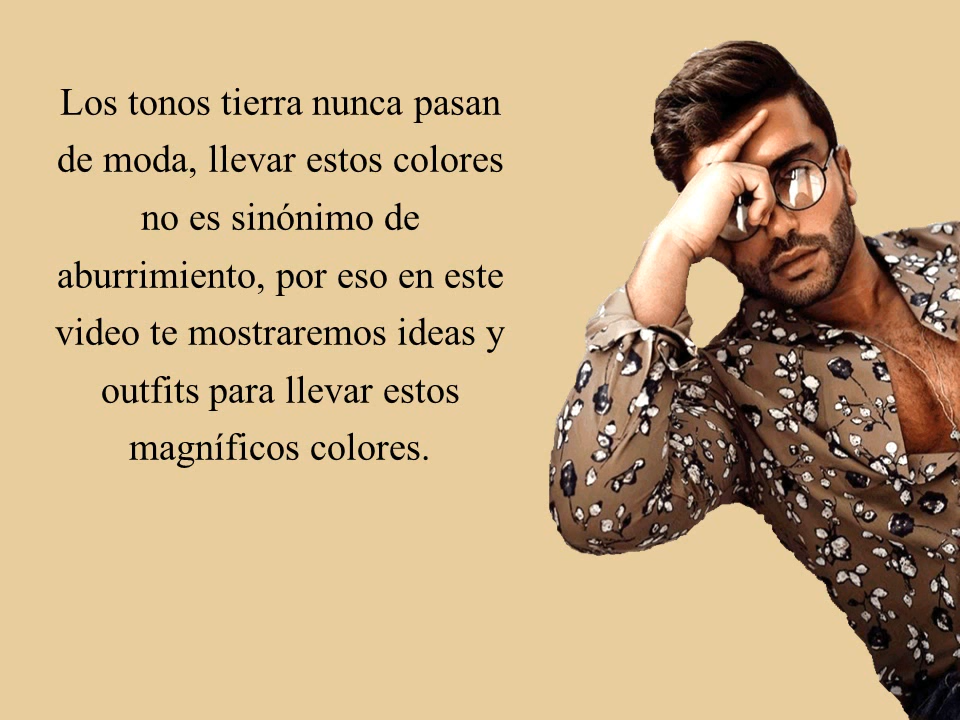 Los tonos tierra nunca pasan
de moda, llevar estos colores
no es sinónimo de
aburrimiento, por eso en este
video te mostraremos ideas y
outfits para llevar estos
magníficos colores.